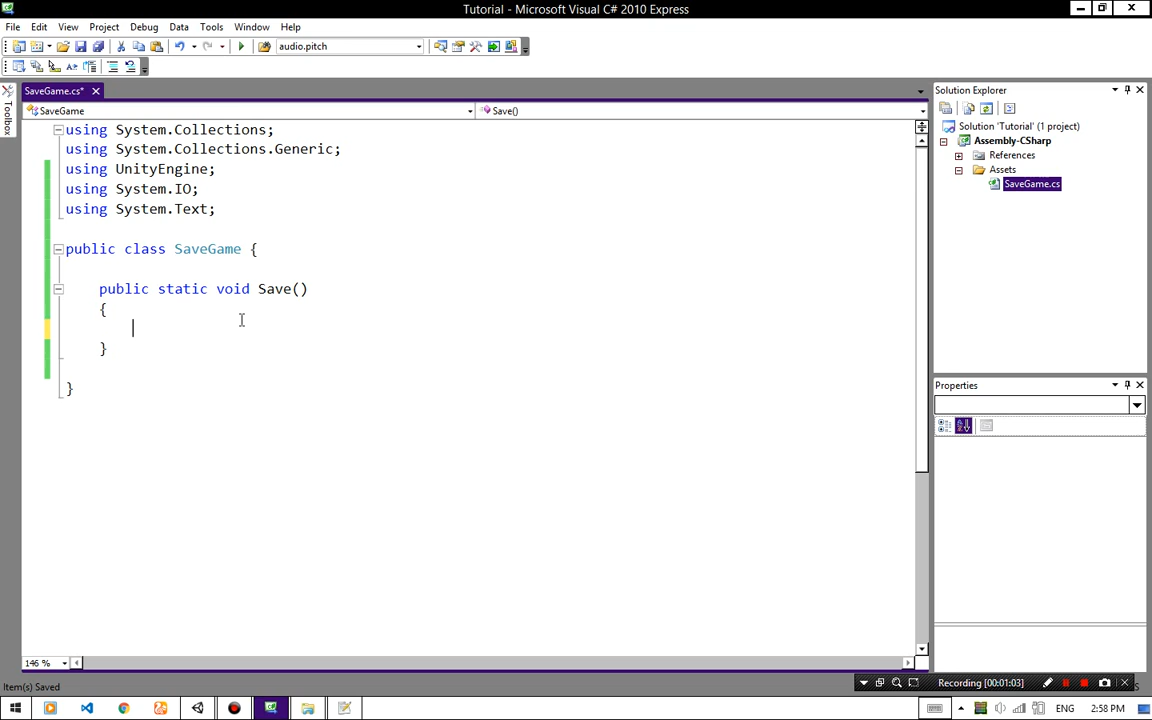 Tutorial - Microsoft Visual C# 2010 Express
File Edit View Project Debug Data Tools Window Help
audio.pitch
SaveGame.cs*
Solution Explorer
SaveGame
Save()
Toolbox
using System.Collections;
using System.Collections.Generic;
using UnityEngine;
using System.IO;
using System.Text;
public class SaveGame {
public static void Save()
{
}
}
Solution 'Tutorial' (1 project)
Assembly-CSharp
References
Assets
SaveGame.cs
Properties
146 %
Item(s) Saved
Recording [00:01:03]
ENG
2:58 PM